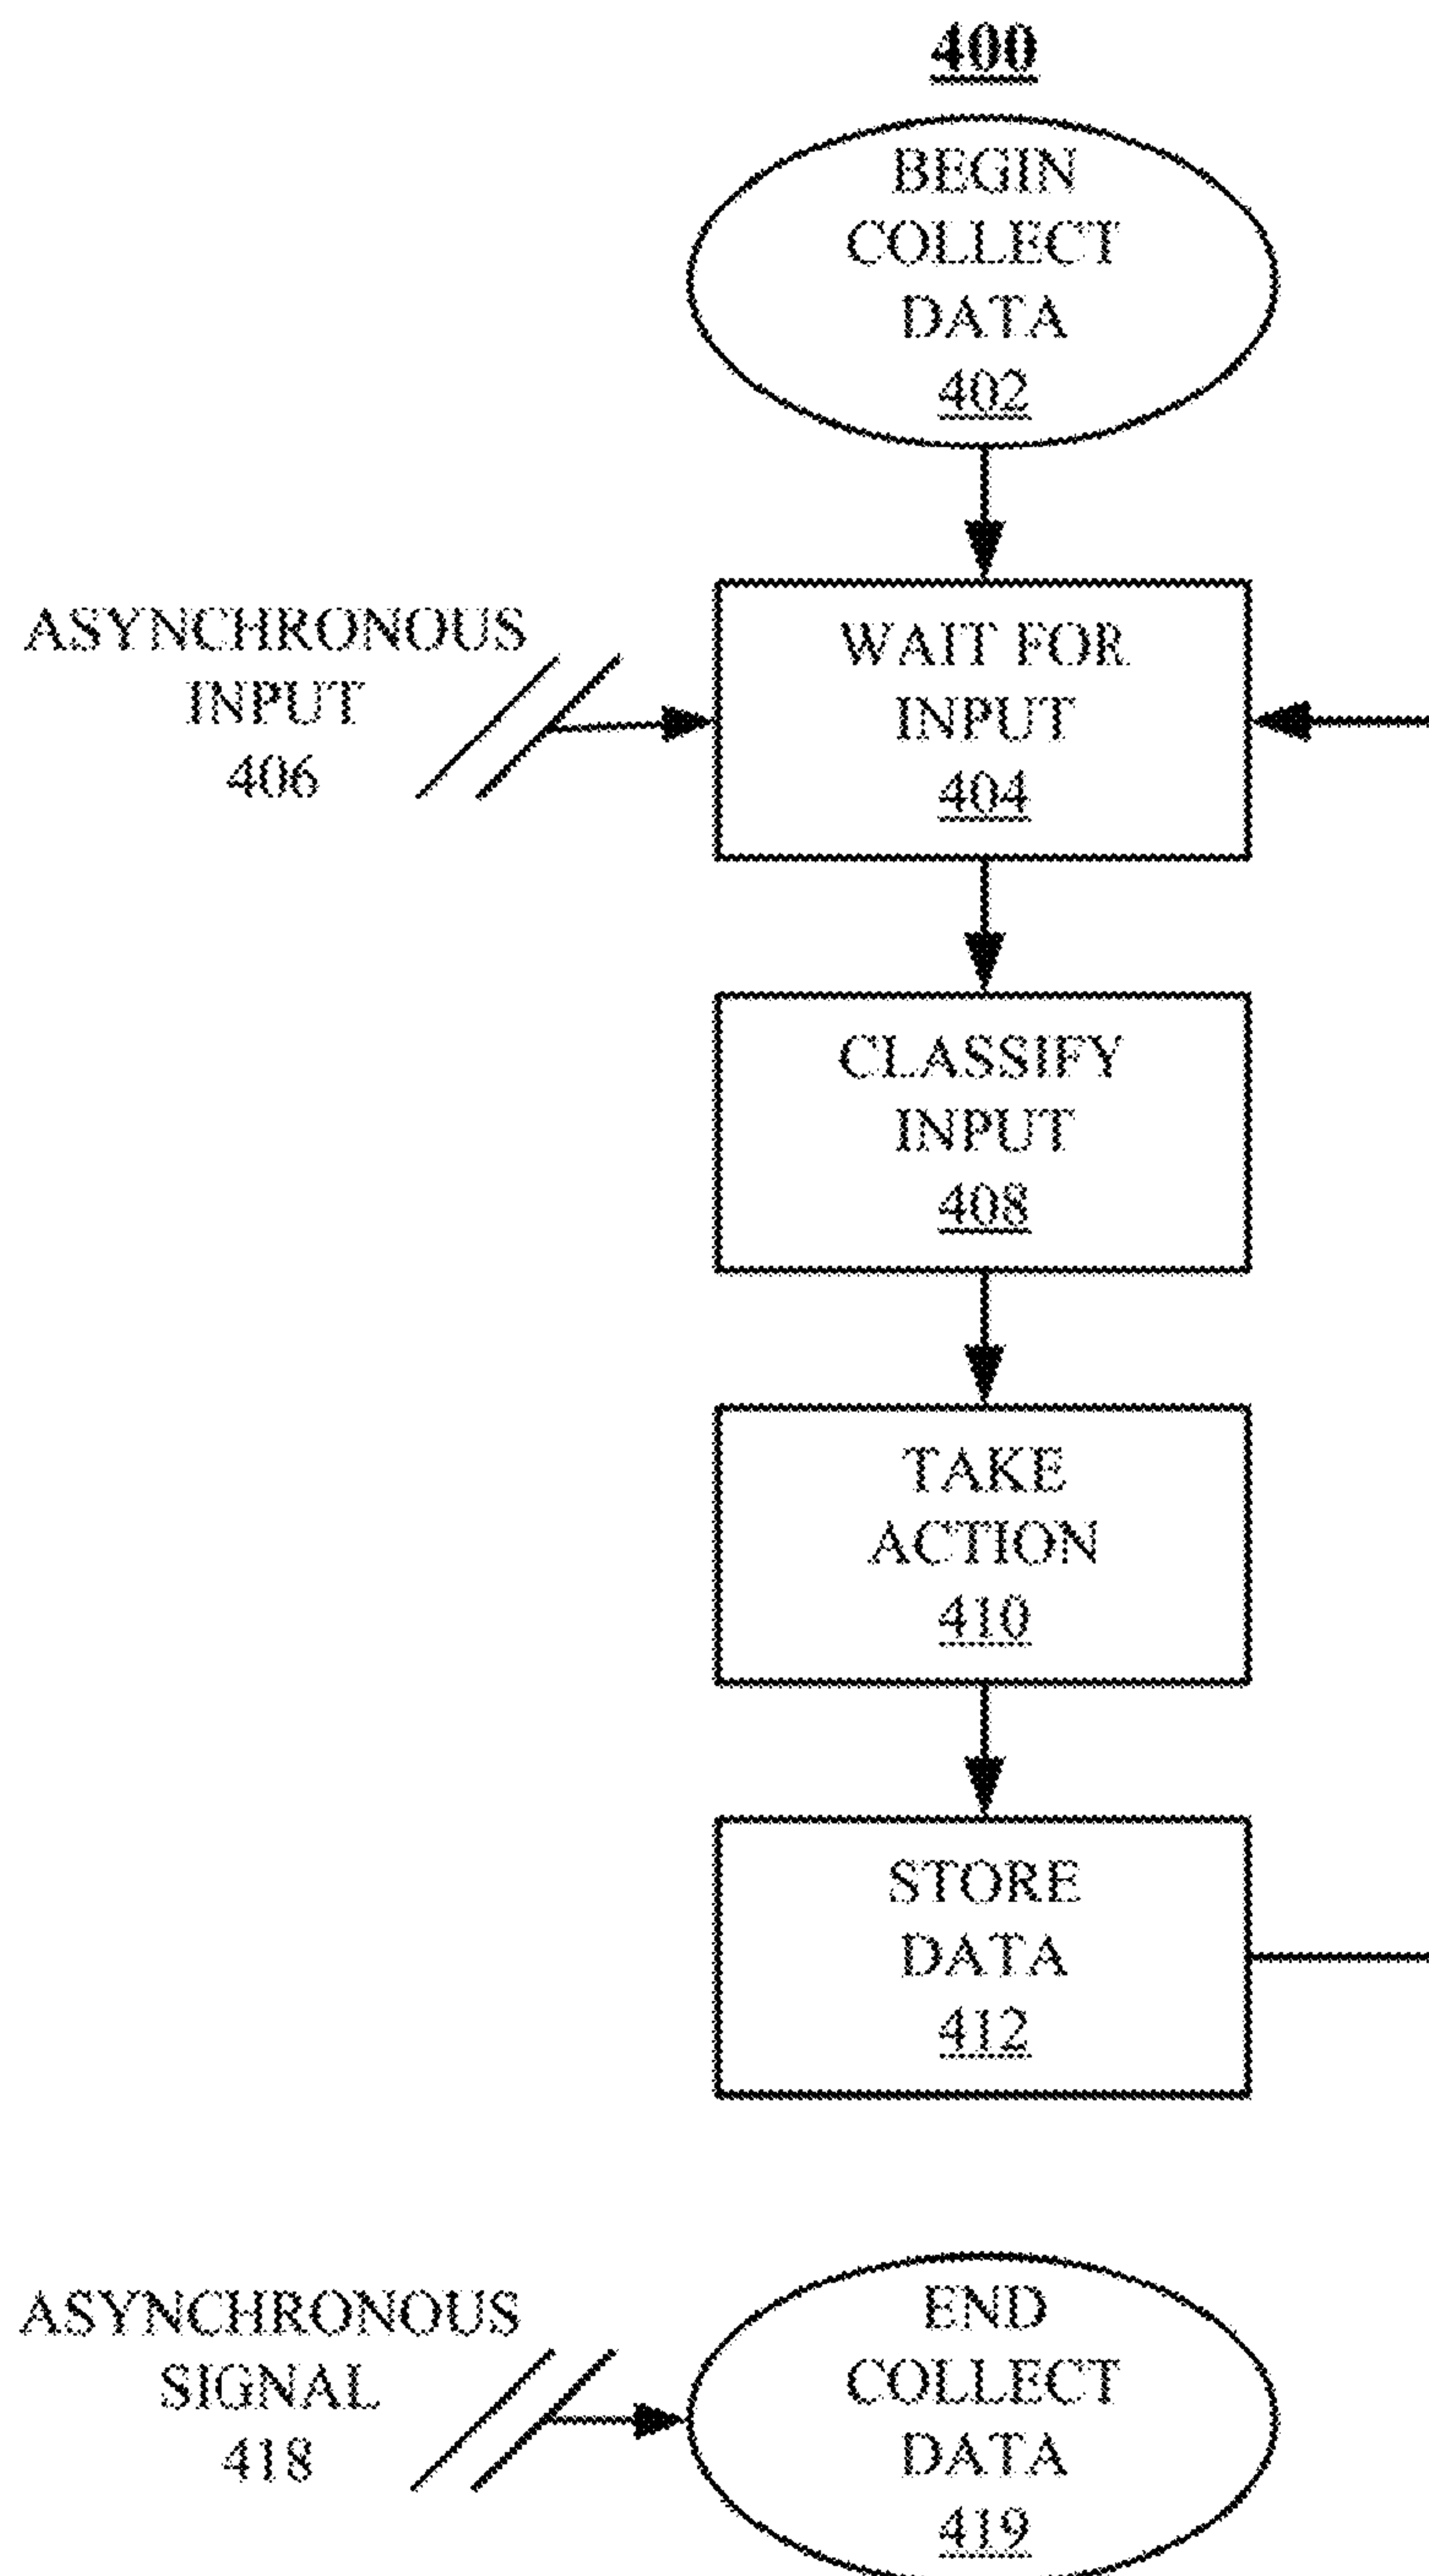 400
BEGIN
COLLECT
DATA
402
ASYNCHRONOUS
INPUT
406
WAIT FOR
INPUT
404
CLASSIFY
INPUT
408
TAKE
ACTION
410
STORE
DATA
412
ASYNCHRONOUS
SIGNAL
418
END
COLLECT
DATA
419